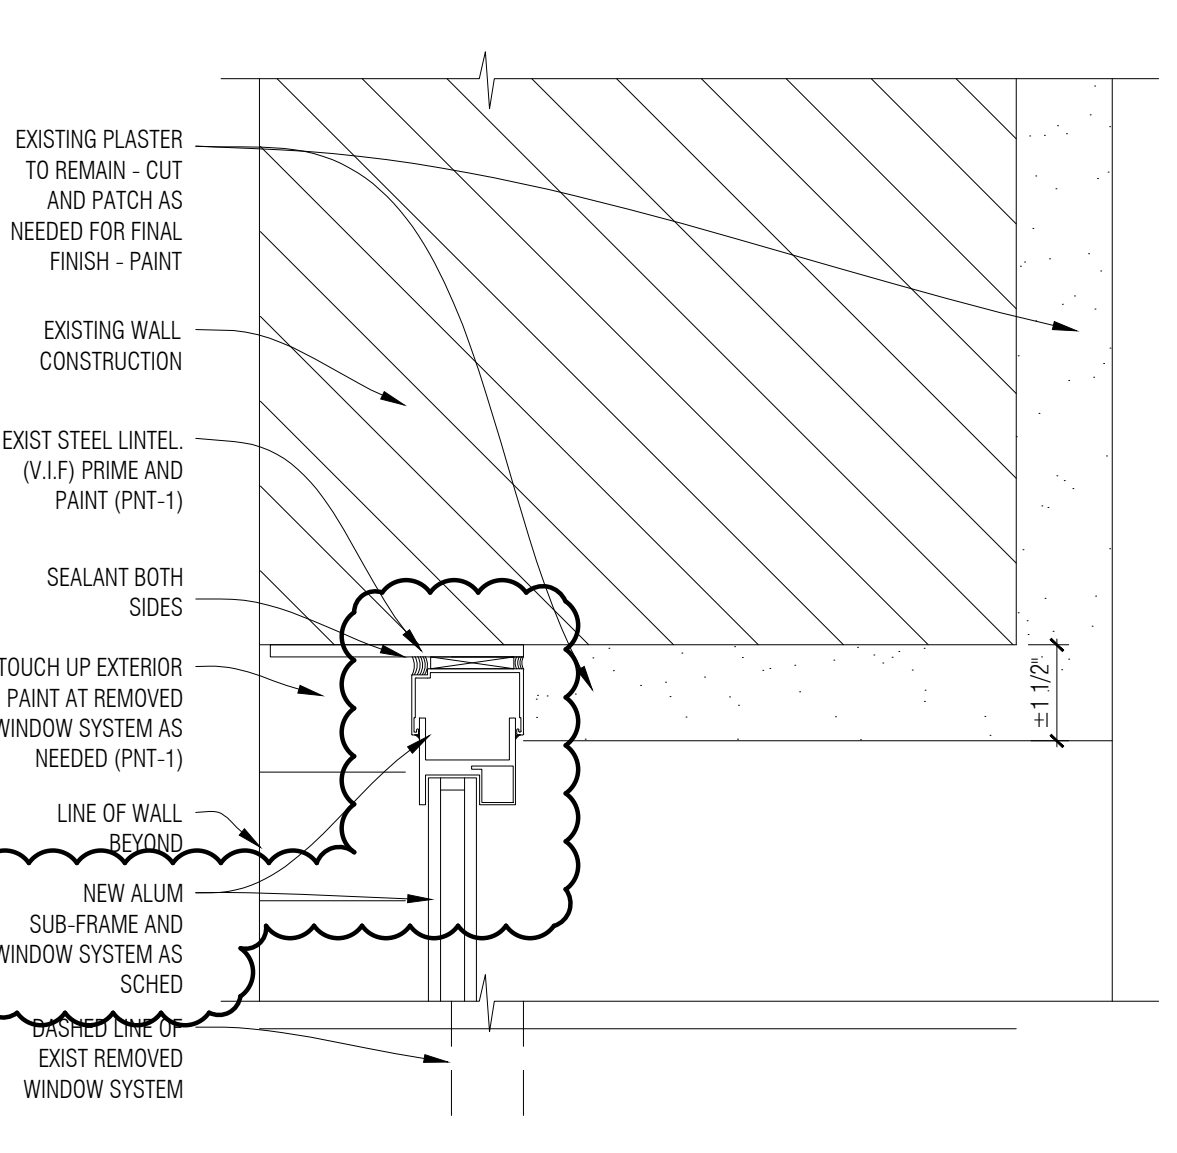 EXISTING PLASTER
TO REMAIN - CUT
AND PATCH AS
NEEDED FOR FINAL
FINISH - PAINT
EXISTING WALL
CONSTRUCTION
EXIST STEEL LINTEL.
(V.I.F) PRIME AND
PAINT (PNT-1)
SEALANT BOTH
SIDES
TOUCH UP EXTERIOR
PAINT AT REMOVED
WINDOW SYSTEM AS
NEEDED (PNT-1)
±1 1/2"
LINE OF WALL
BEYOND
NEW ALUM
SUB-FRAME AND
WINDOW SYSTEM AS
SCHED
DASHED LINE OF
EXIST REMOVED
WINDOW SYSTEM